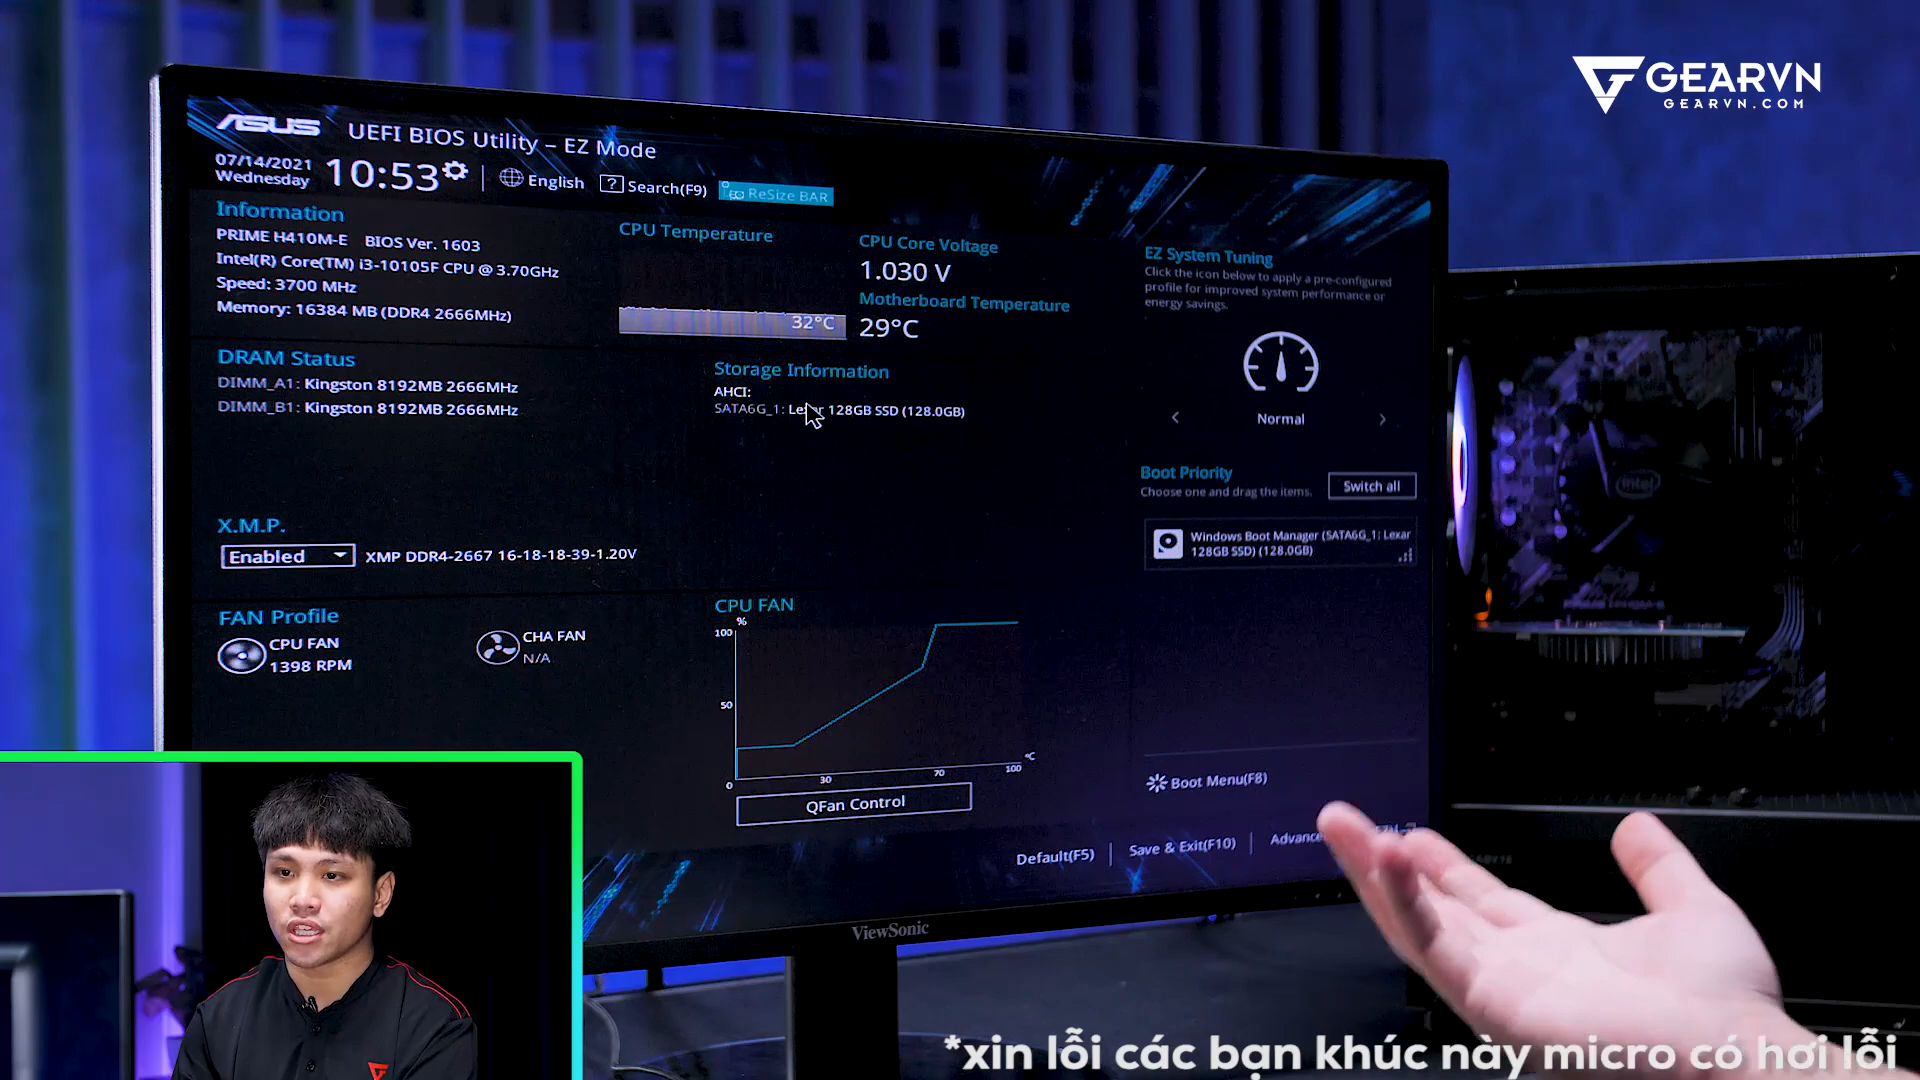 GEARVN
GEARVN.COM
ASUS UEFI BIOS Utility – EZ Mode
07/14/2021
Wednesday
10:53
English
? Search(F9)
ReSize BAR
Information
PRIME H410M-E BIOS Ver. 1603
Intel(R) Core(TM) i3-10105F CPU @ 3.70GHz
Speed: 3700 MHz
Memory: 16384 MB (DDR4 2666MHz)
CPU Temperature
32°C
CPU Core Voltage
1.030 V
Motherboard Temperature
29°C
EZ System Tuning
Click the icon below to apply a pre-configured
profile for improved system performance or
energy savings.
Normal
DRAM Status
DIMM_A1: Kingston 8192MB 2666MHz
DIMM_B1: Kingston 8192MB 2666MHz
Storage Information
AHCI:
SATA6G_1: Lexar 128GB SSD (128.0GB)
Boot Priority
Choose one and drag the items.
Switch all
Windows Boot Manager (SATA6G_1: Lexar
128GB SSD) (128.0GB)
X.M.P.
Enabled
XMP DDR4-2667 16-18-18-39-1.20V
FAN Profile
CPU FAN
1398 RPM
CHA FAN
N/A
CPU FAN
%
100
50
0
30
70
100
°C
QFan Control
Boot Menu(F8)
Default(F5)
Save & Exit(F10)
ViewSonic
intel
*xin lỗi các bạn khúc này micro có hơi lỗi